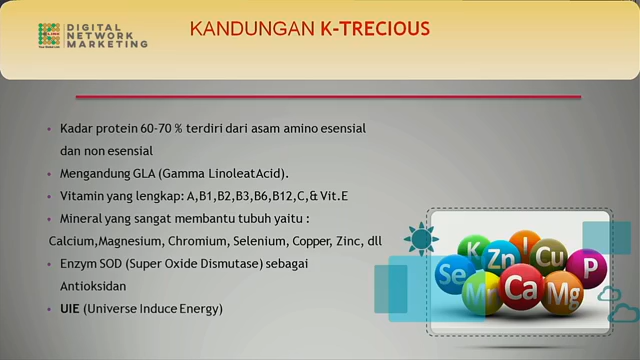 DIGITAL
NETWORK
MARKETING
KANDUNGAN K-TRECIOUS
• Kadar protein 60-70 % terdiri dari asam amino esensial
dan non esensial
• Mengandung GLA (Gamma LinoleatAcid).
• Vitamin yang lengkap: A,B1,B2,B3,B6,B12,C,& Vit.E
• Mineral yang sangat membantu tubuh yaitu :
Calcium,Magnesium, Chromium, Selenium, Copper, Zinc, dll
• Enzym SOD (Super Oxide Dismutase) sebagai
Antioksidan
• UIE (Universe Induce Energy)
K I
Se Zn Cu P
Mn Ca Mg